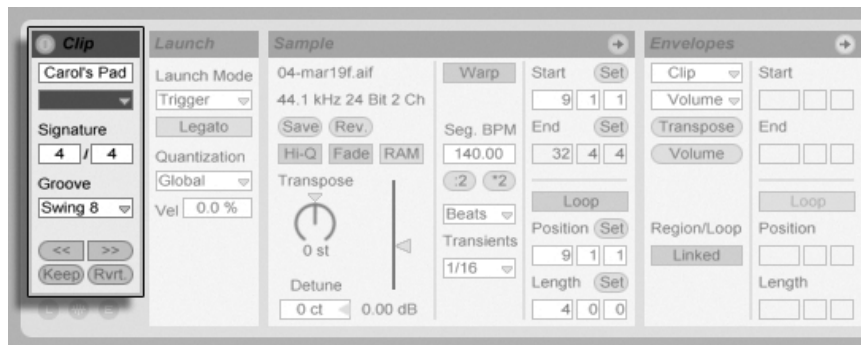 Clip
Carol's Pad
Signature
4 / 4
Groove
Swing 8
<< >>
Keep Rvrt.
Launch
Launch Mode
Trigger
Legato
Quantization
Global
Vel 0.0 %
Sample
04-mar19f.aif
44.1 kHz 24 Bit 2 Ch
Save Rev.
Hi-Q Fade RAM
Transpose
0 st
Detune
0 ct 0.00 dB
Warp
Seg. BPM
140.00
:2 *2
Beats
Transients
1/16
Start Set
9 1 1
End Set
32 4 4
Loop
Position Set
9 1 1
Length Set
4 0 0
Envelopes
Clip
Volume
Transpose
Volume
Region/Loop
Linked
Start
End
Loop
Position
Length